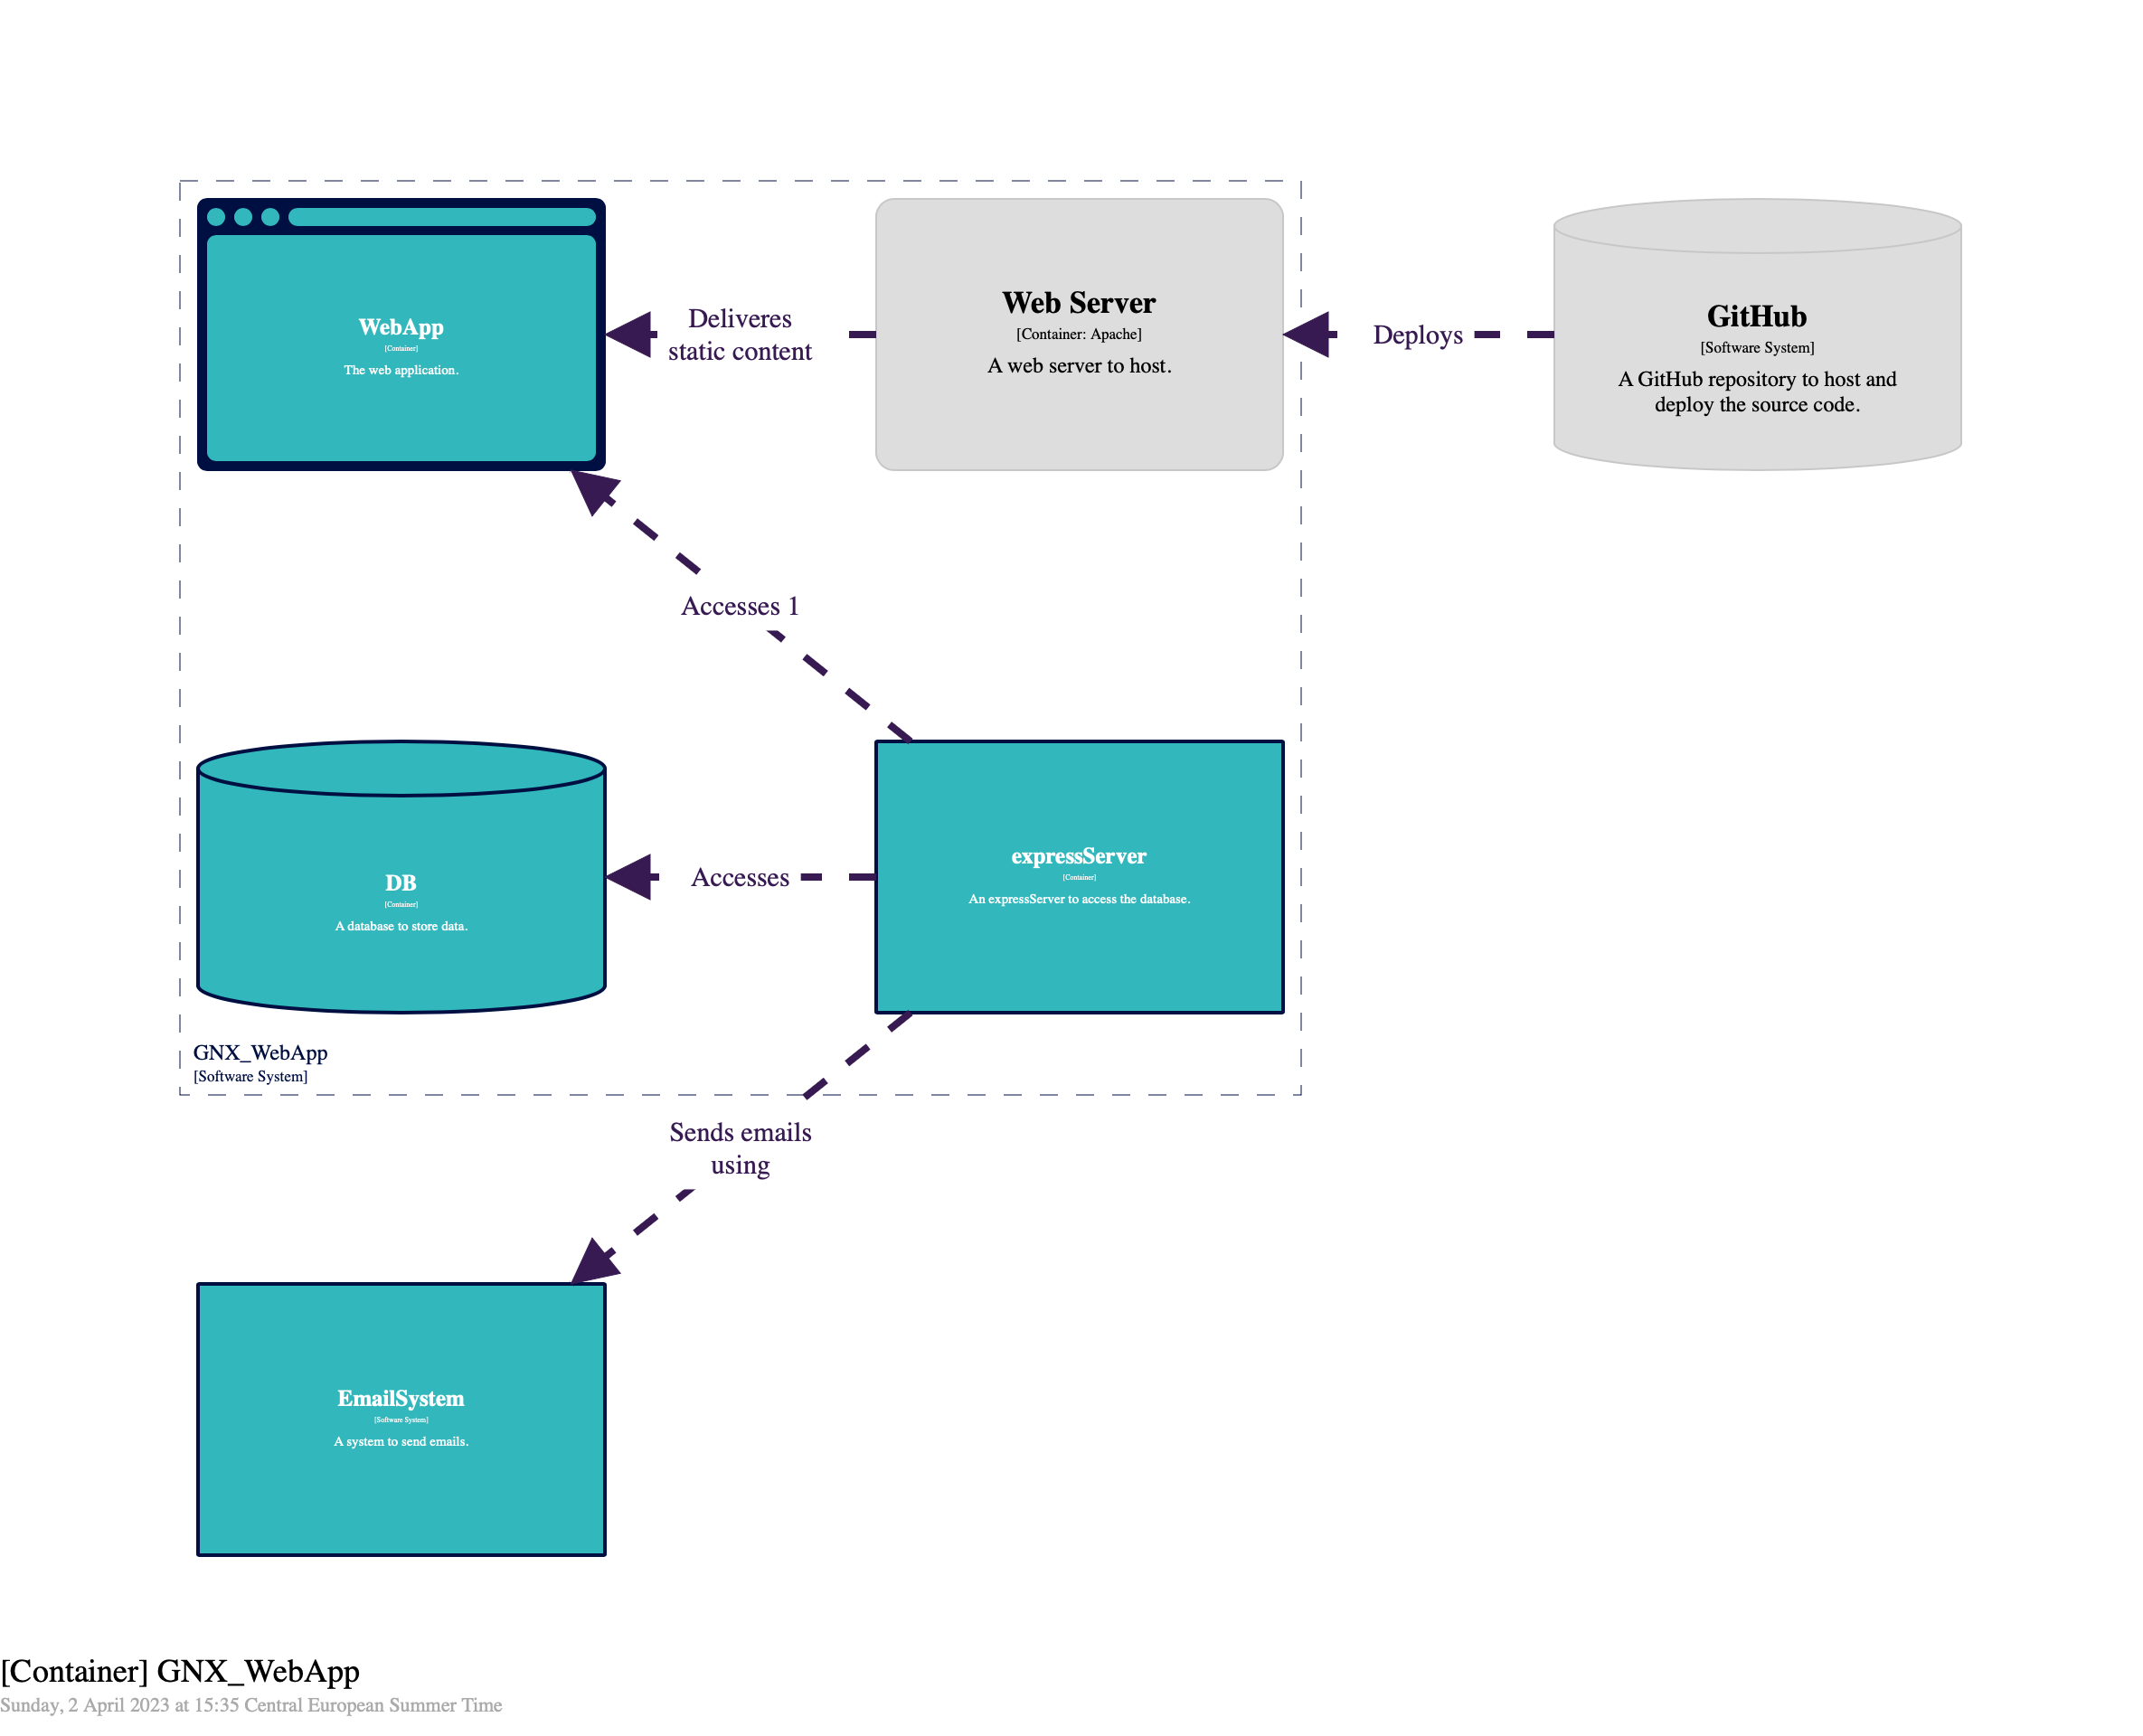 WebApp
[Container]
The web application.
Deliveres
static content
Web Server
[Container: Apache]
A web server to host.
Deploys
GitHub
[Software System]
A GitHub repository to host and
deploy the source code.
Accesses 1
DB
[Container]
A database to store data.
Accesses
expressServer
[Container]
An expressServer to access the database.
GNX_WebApp
[Software System]
Sends emails
using
EmailSystem
[Software System]
A system to send emails.
[Container] GNX_WebApp
Sunday, 2 April 2023 at 15:35 Central European Summer Time